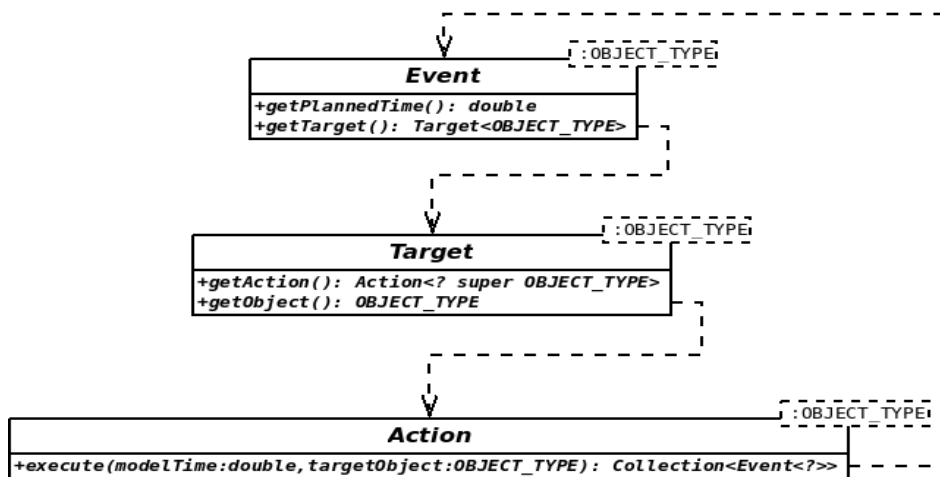 :OBJECT_TYPE
Event
+getPlannedTime(): double
+getTarget(): Target<OBJECT_TYPE>
:OBJECT_TYPE
Target
+getAction(): Action<? super OBJECT_TYPE>
+getObject(): OBJECT_TYPE
:OBJECT_TYPE
Action
+execute(modelTime:double,targetObject:OBJECT_TYPE): Collection<Event<?>>